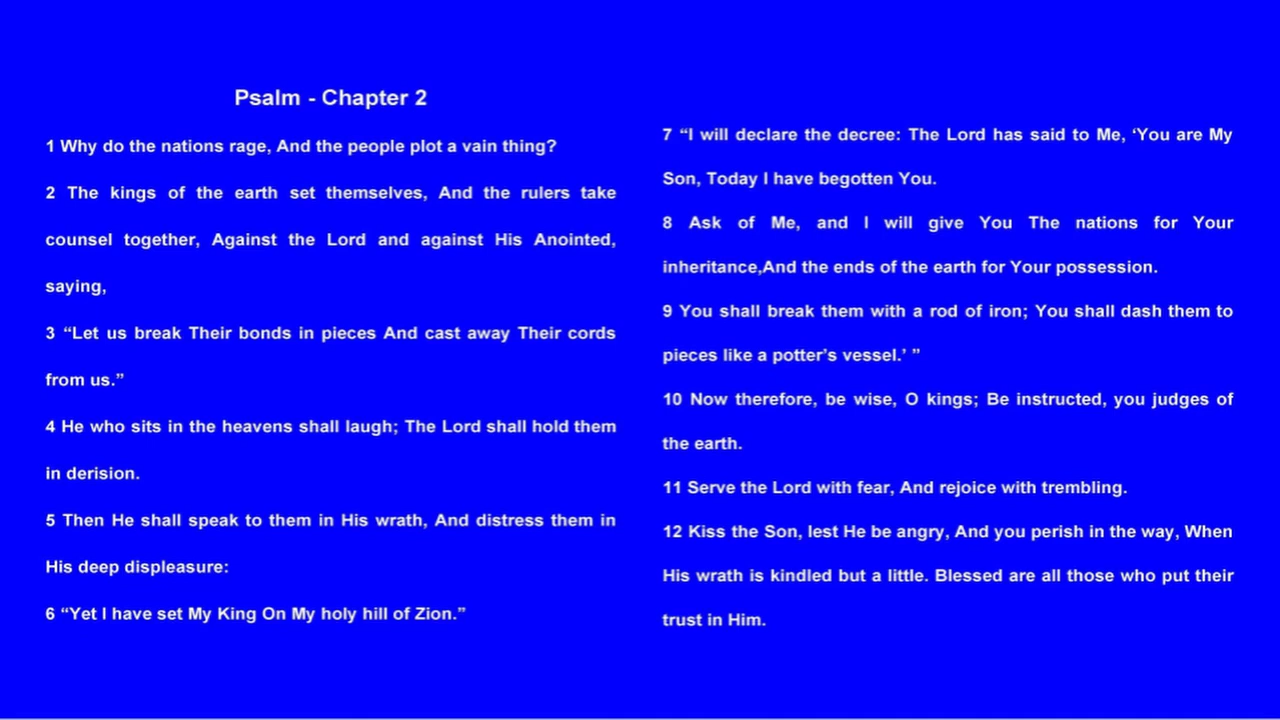 Psalm - Chapter 2
1 Why do the nations rage, And the people plot a vain thing?
2 The kings of the earth set themselves, And the rulers take
counsel together, Against the Lord and against His Anointed,
saying,
3 “Let us break Their bonds in pieces And cast away Their cords
from us.”
4 He who sits in the heavens shall laugh; The Lord shall hold them
in derision.
5 Then He shall speak to them in His wrath, And distress them in
His deep displeasure:
6 “Yet I have set My King On My holy hill of Zion.”
7 “I will declare the decree: The Lord has said to Me, ‘You are My
Son, Today I have begotten You.
8 Ask of Me, and I will give You The nations for Your
inheritance,And the ends of the earth for Your possession.
9 You shall break them with a rod of iron; You shall dash them to
pieces like a potter’s vessel.’ ”
10 Now therefore, be wise, O kings; Be instructed, you judges of
the earth.
11 Serve the Lord with fear, And rejoice with trembling.
12 Kiss the Son, lest He be angry, And you perish in the way, When
His wrath is kindled but a little. Blessed are all those who put their
trust in Him.